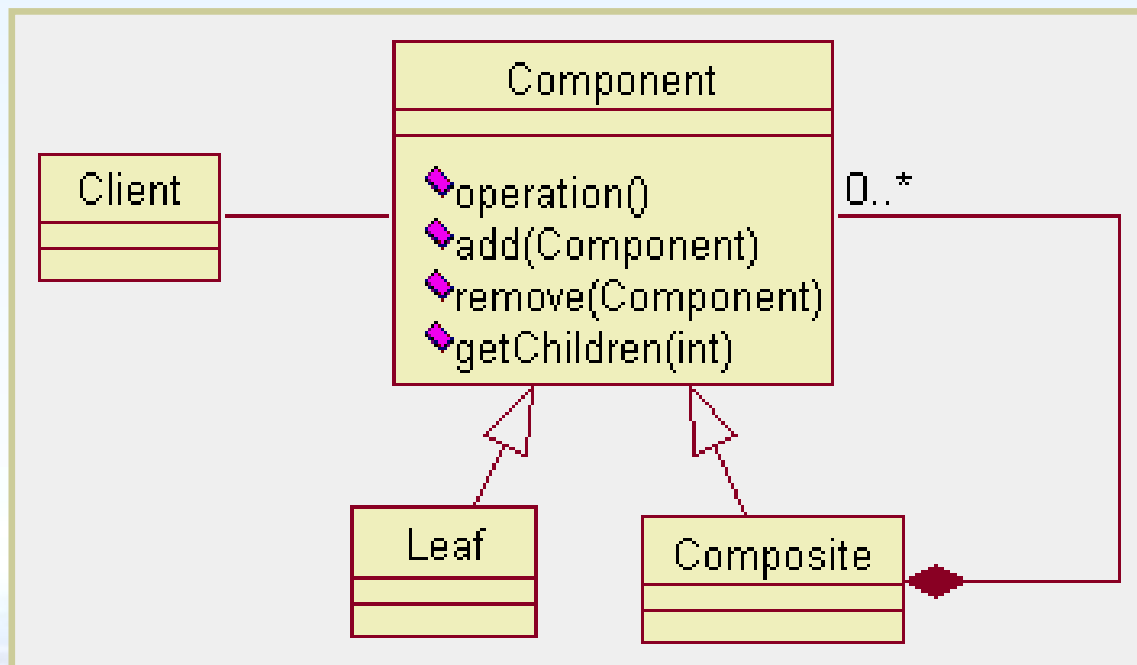 Component
Client
operation()
0..*
add(Component)
remove(Component)
getChildren(int)
Leaf
Composite